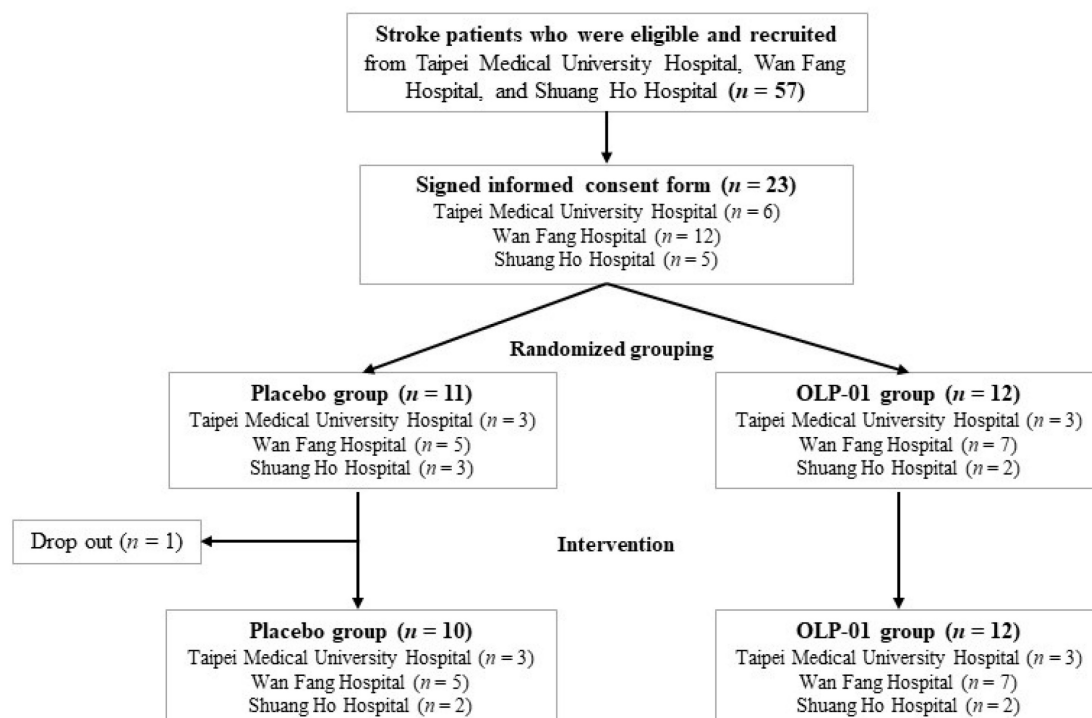 Stroke patients who were eligible and recruited
from Taipei Medical University Hospital, Wan Fang
Hospital, and Shuang Ho Hospital (n = 57)
Signed informed consent form (n = 23)
Taipei Medical University Hospital (n = 6)
Wan Fang Hospital (n = 12)
Shuang Ho Hospital (n = 5)
Randomized grouping
Placebo group (n = 11)
Taipei Medical University Hospital (n = 3)
Wan Fang Hospital (n = 5)
Shuang Ho Hospital (n = 3)
OLP-01 group (n = 12)
Taipei Medical University Hospital (n = 3)
Wan Fang Hospital (n = 7)
Shuang Ho Hospital (n = 2)
Drop out (n = 1)
Intervention
Placebo group (n = 10)
Taipei Medical University Hospital (n = 3)
Wan Fang Hospital (n = 5)
Shuang Ho Hospital (n = 2)
OLP-01 group (n = 12)
Taipei Medical University Hospital (n = 3)
Wan Fang Hospital (n = 7)
Shuang Ho Hospital (n = 2)